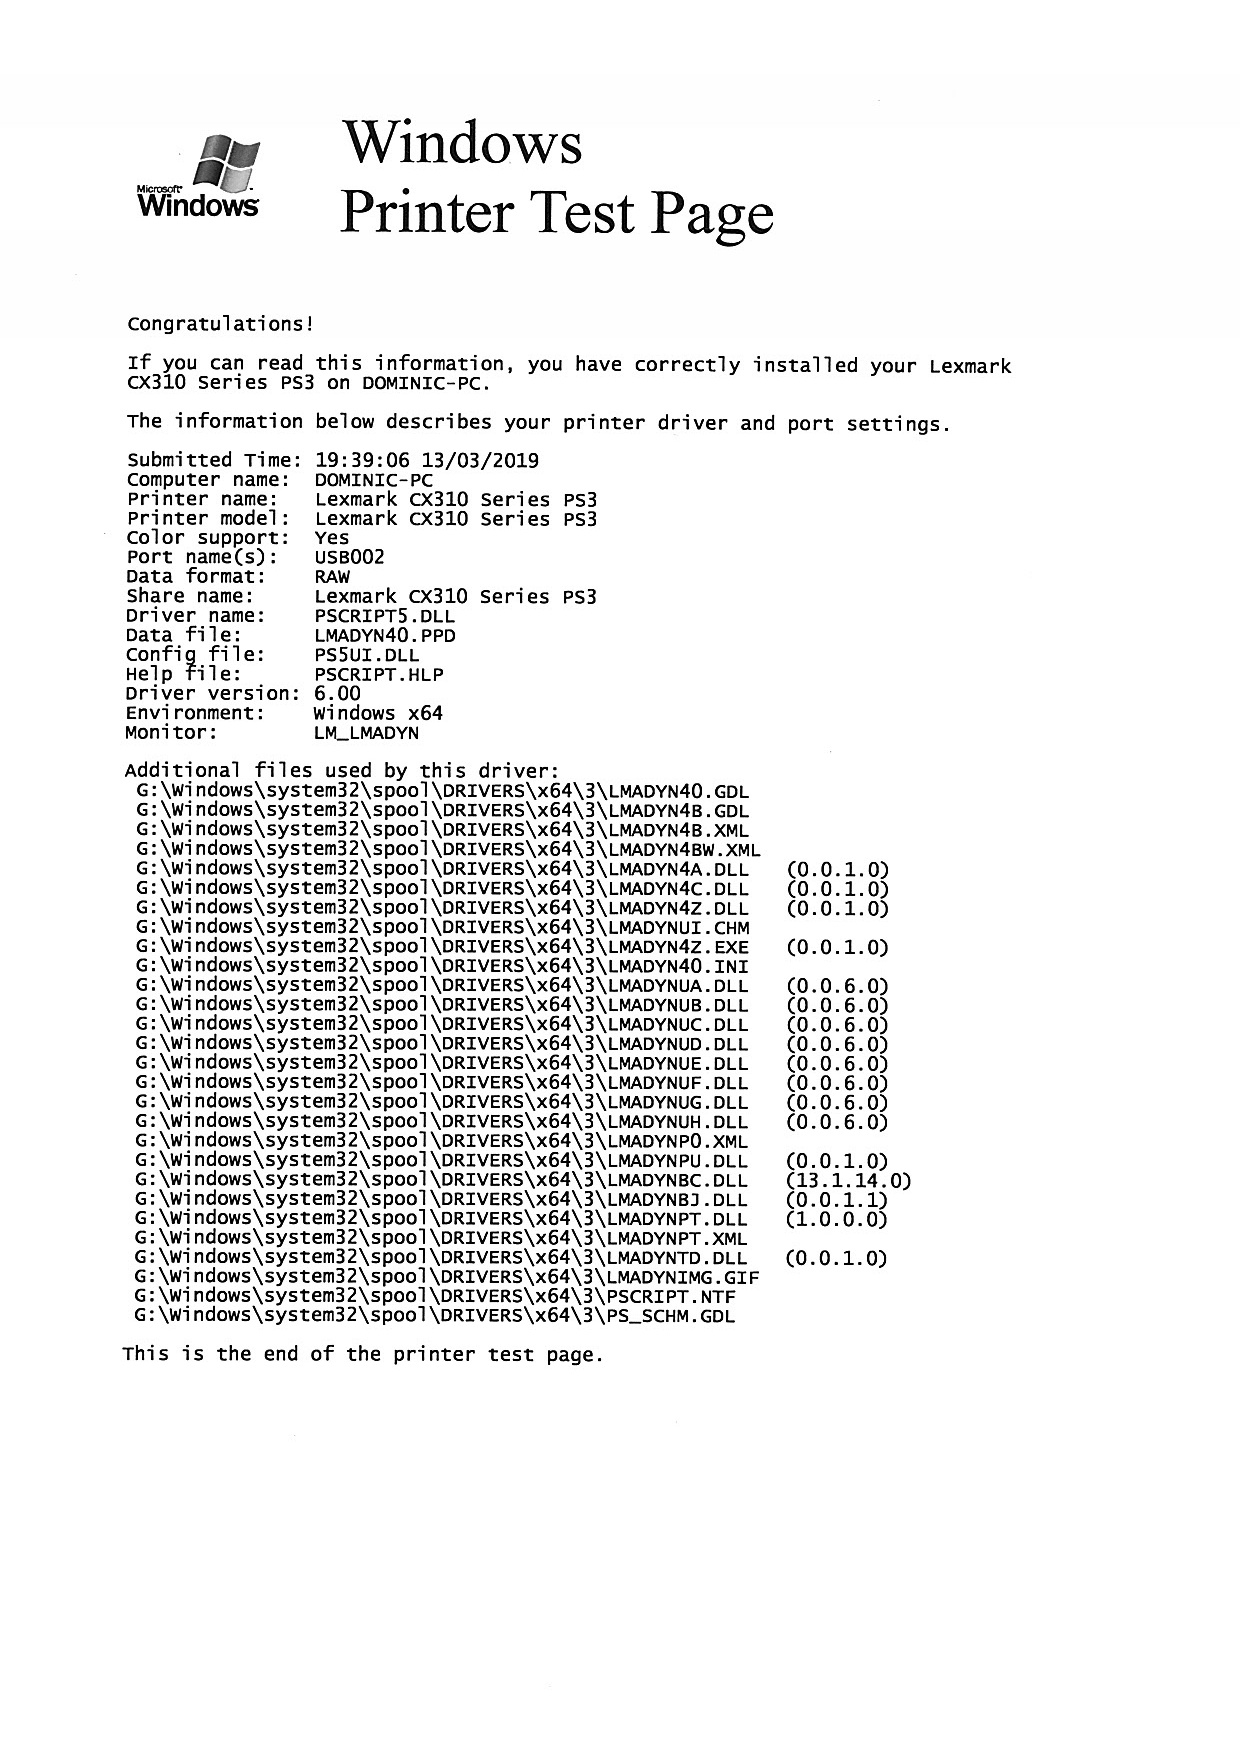 Microsoft
Windows
Windows
Printer Test Page
Congratulations!
If you can read this information, you have correctly installed your Lexmark
CX310 Series PS3 on DOMINIC-PC.
The information below describes your printer driver and port settings.
Submitted Time: 19:39:06 13/03/2019
Computer name: DOMINIC-PC
Printer name: Lexmark CX310 Series PS3
Printer model: Lexmark CX310 Series PS3
Color support: Yes
Port name(s): USB002
Data format: RAW
Share name: Lexmark CX310 Series PS3
Driver name: PSCRIPT5.DLL
Data file: LMADYN40.PPD
Config file: PS5UI.DLL
Help file: PSCRIPT.HLP
Driver version: 6.00
Environment: Windows x64
Monitor: LM_LMADYN
Additional files used by this driver:
G:\Windows\system32\spool\DRIVERS\x64\3\LMADYN40.GDL
G:\Windows\system32\spool\DRIVERS\x64\3\LMADYN4B.GDL
G:\Windows\system32\spool\DRIVERS\x64\3\LMADYN4B.XML
G:\Windows\system32\spool\DRIVERS\x64\3\LMADYN4BW.XML
G:\Windows\system32\spool\DRIVERS\x64\3\LMADYN4A.DLL (0.0.1.0)
G:\Windows\system32\spool\DRIVERS\x64\3\LMADYN4C.DLL (0.0.1.0)
G:\Windows\system32\spool\DRIVERS\x64\3\LMADYN4Z.DLL (0.0.1.0)
G:\Windows\system32\spool\DRIVERS\x64\3\LMADYNUI.CHM
G:\Windows\system32\spool\DRIVERS\x64\3\LMADYN4Z.EXE (0.0.1.0)
G:\Windows\system32\spool\DRIVERS\x64\3\LMADYN40.INI
G:\Windows\system32\spool\DRIVERS\x64\3\LMADYNUA.DLL (0.0.6.0)
G:\Windows\system32\spool\DRIVERS\x64\3\LMADYNUB.DLL (0.0.6.0)
G:\Windows\system32\spool\DRIVERS\x64\3\LMADYNUC.DLL (0.0.6.0)
G:\Windows\system32\spool\DRIVERS\x64\3\LMADYNUD.DLL (0.0.6.0)
G:\Windows\system32\spool\DRIVERS\x64\3\LMADYNUE.DLL (0.0.6.0)
G:\Windows\system32\spool\DRIVERS\x64\3\LMADYNUF.DLL (0.0.6.0)
G:\Windows\system32\spool\DRIVERS\x64\3\LMADYNUG.DLL (0.0.6.0)
G:\Windows\system32\spool\DRIVERS\x64\3\LMADYNUH.DLL (0.0.6.0)
G:\Windows\system32\spool\DRIVERS\x64\3\LMADYNPO.XML
G:\Windows\system32\spool\DRIVERS\x64\3\LMADYNPU.DLL (0.0.1.0)
G:\Windows\system32\spool\DRIVERS\x64\3\LMADYNBC.DLL (13.1.14.0)
G:\Windows\system32\spool\DRIVERS\x64\3\LMADYNBJ.DLL (0.0.1.1)
G:\Windows\system32\spool\DRIVERS\x64\3\LMADYNPT.DLL (1.0.0.0)
G:\Windows\system32\spool\DRIVERS\x64\3\LMADYNPT.XML
G:\Windows\system32\spool\DRIVERS\x64\3\LMADYNTD.DLL (0.0.1.0)
G:\Windows\system32\spool\DRIVERS\x64\3\LMADYNIMG.GIF
G:\Windows\system32\spool\DRIVERS\x64\3\PSCRIPT.NTF
G:\Windows\system32\spool\DRIVERS\x64\3\PS_SCHM.GDL
This is the end of the printer test page.